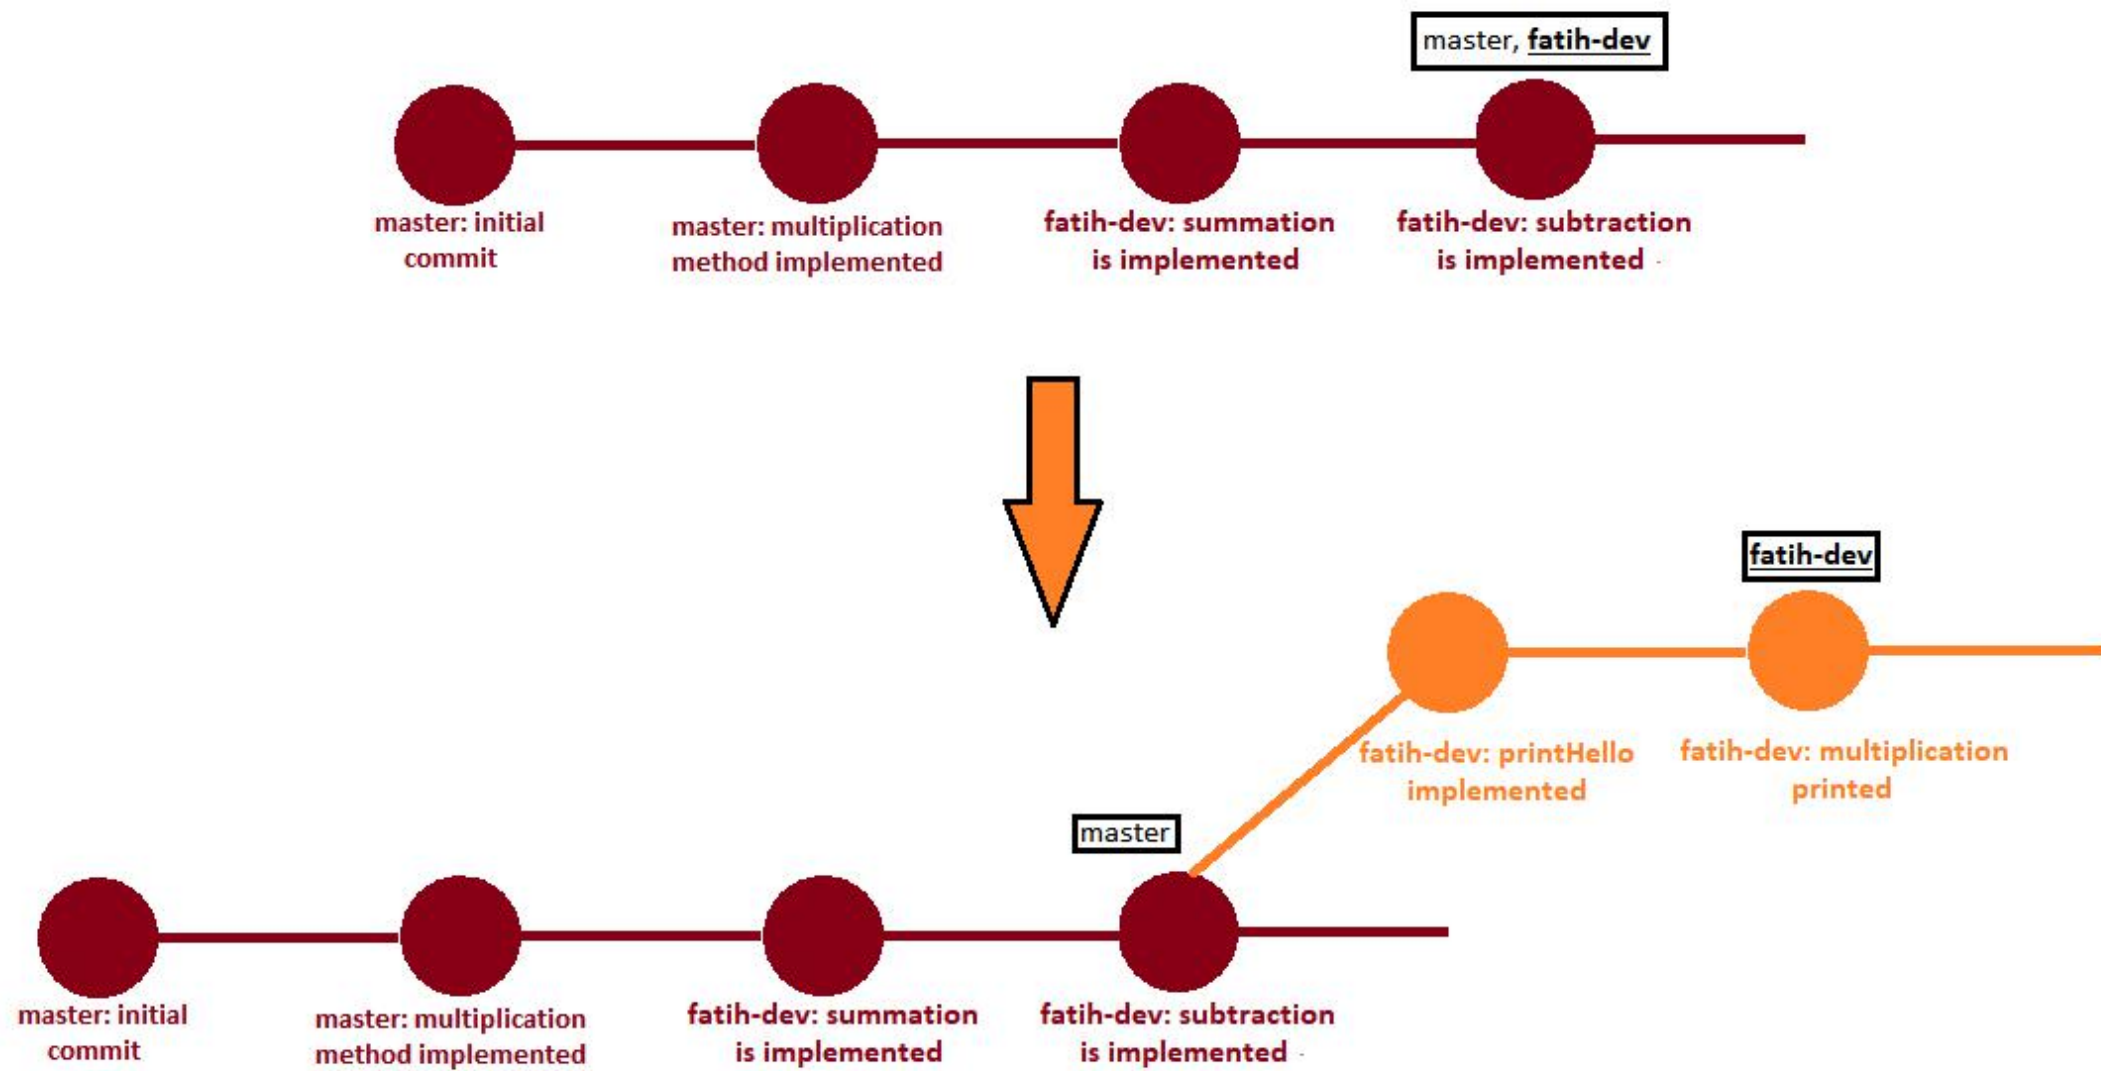 master, fatih-dev
master: initial
commit
master: multiplication
method implemented
fatih-dev: summation
is implemented
fatih-dev: subtraction
is implemented
fatih-dev
fatih-dev: printHello
implemented
fatih-dev: multiplication
printed
master
master: initial
commit
master: multiplication
method implemented
fatih-dev: summation
is implemented
fatih-dev: subtraction
is implemented